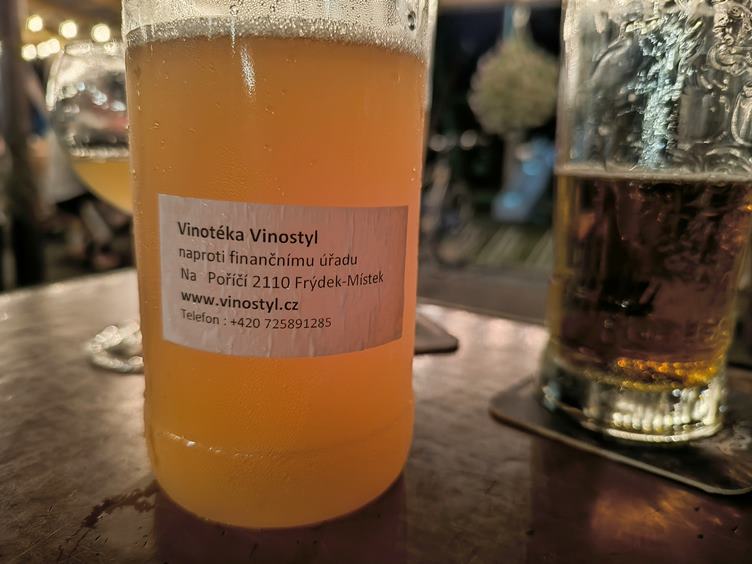 Vinotéka Vinostyl
naproti finančnímu úřadu
Na Poříčí 2110 Frýdek-Místek
www.vinostyl.cz
Telefon : +420 725891285